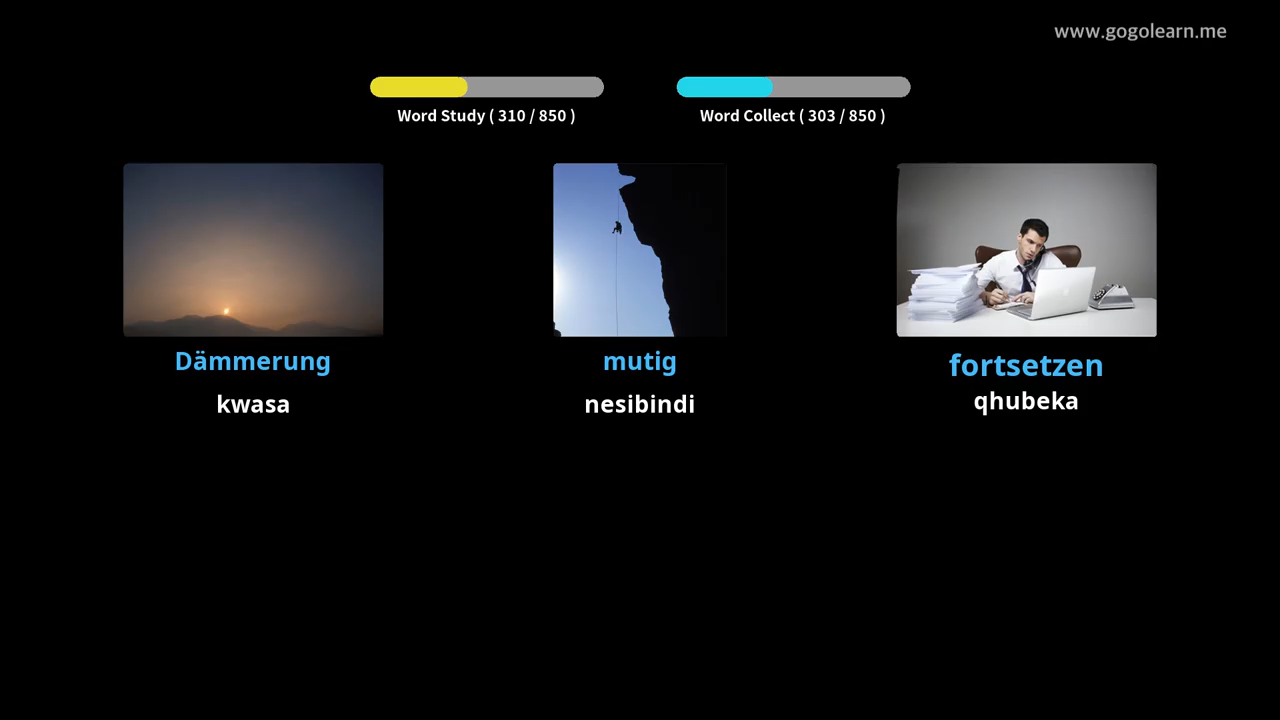 www.gogolearn.me
Word Study ( 310 / 850 )
Word Collect ( 303 / 850 )
Dämmerung
kwasa
mutig
nesibindi
fortsetzen
qhubeka